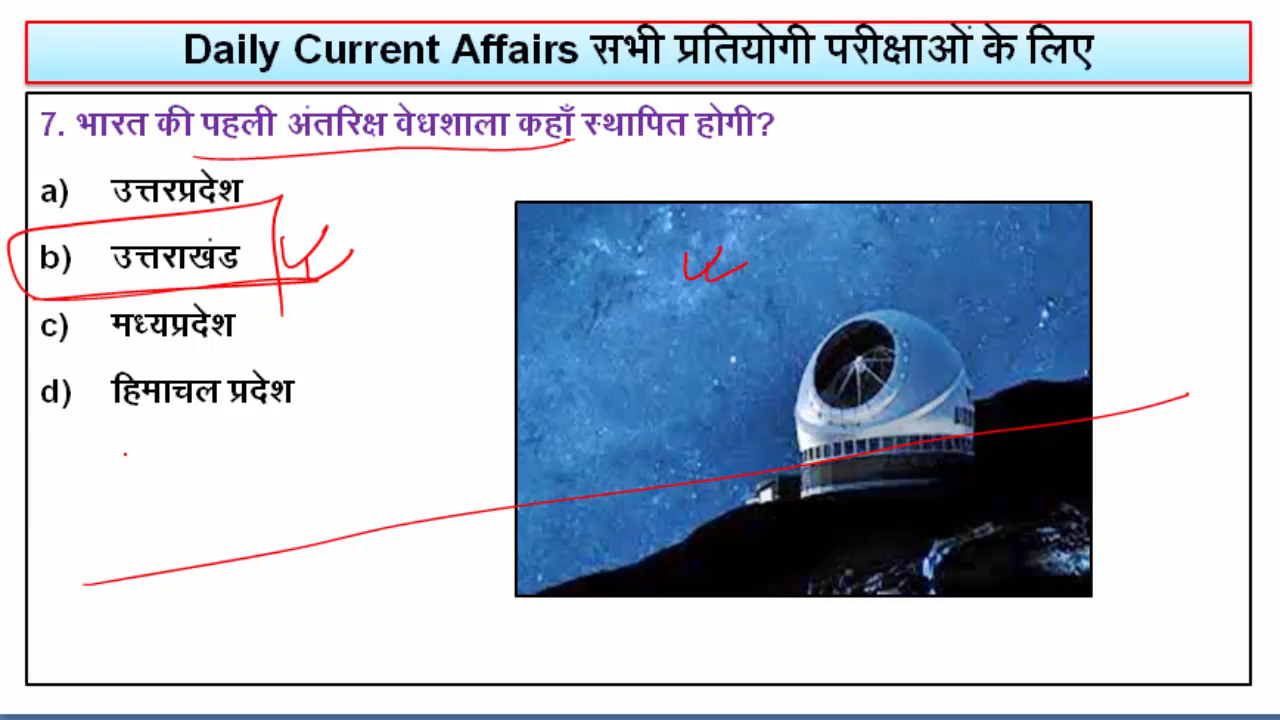 Daily Current Affairs सभी प्रतियोगी परीक्षाओं के लिए
7. भारत की पहली अंतरिक्ष वेधशाला कहाँ स्थापित होगी?
a) उत्तरप्रदेश
b) उत्तराखंड
c) मध्यप्रदेश
d) हिमाचल प्रदेश